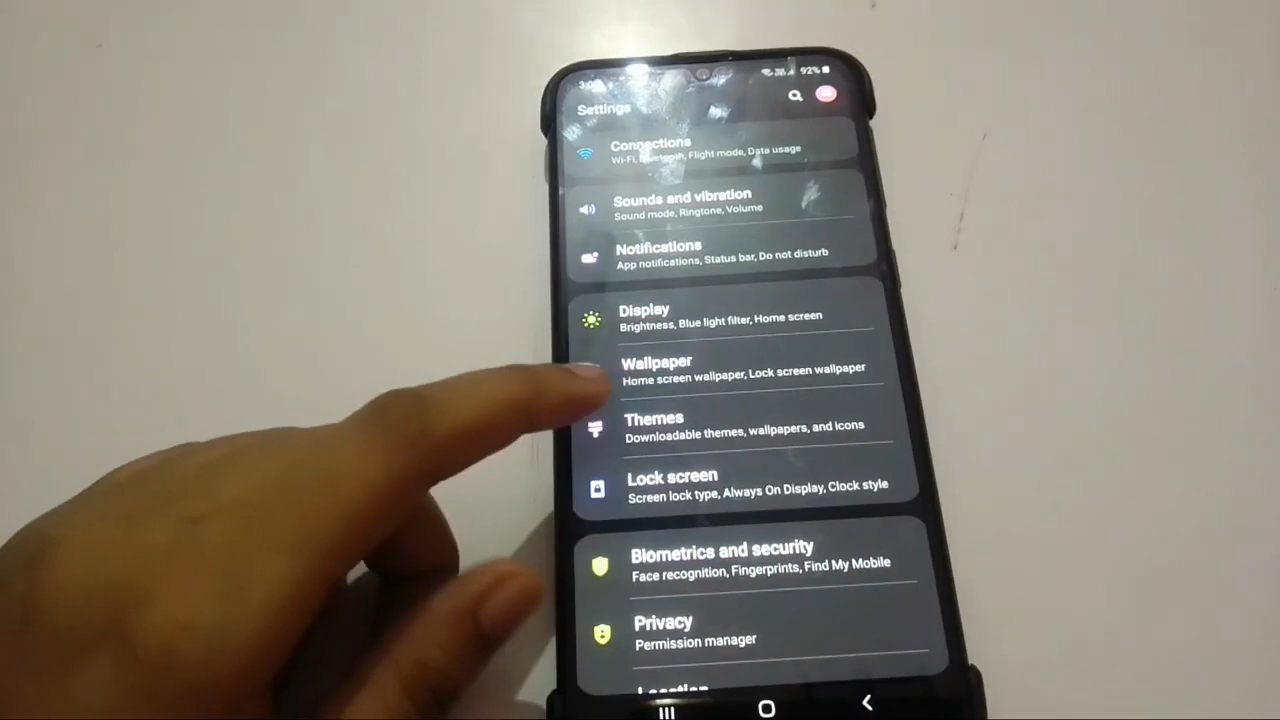 92%
Settings
Connections
Wi-Fi, Bluetooth, Flight mode, Data usage
Sounds and vibration
Sound mode, Ringtone, Volume
Notifications
App notifications, Status bar, Do not disturb
Display
Brightness, Blue light filter, Home screen
Wallpaper
Home screen wallpaper, Lock screen wallpaper
Themes
Downloadable themes, wallpapers, and icons
Lock screen
Screen lock type, Always On Display, Clock style
Biometrics and security
Face recognition, Fingerprints, Find My Mobile
Privacy
Permission manager
Location